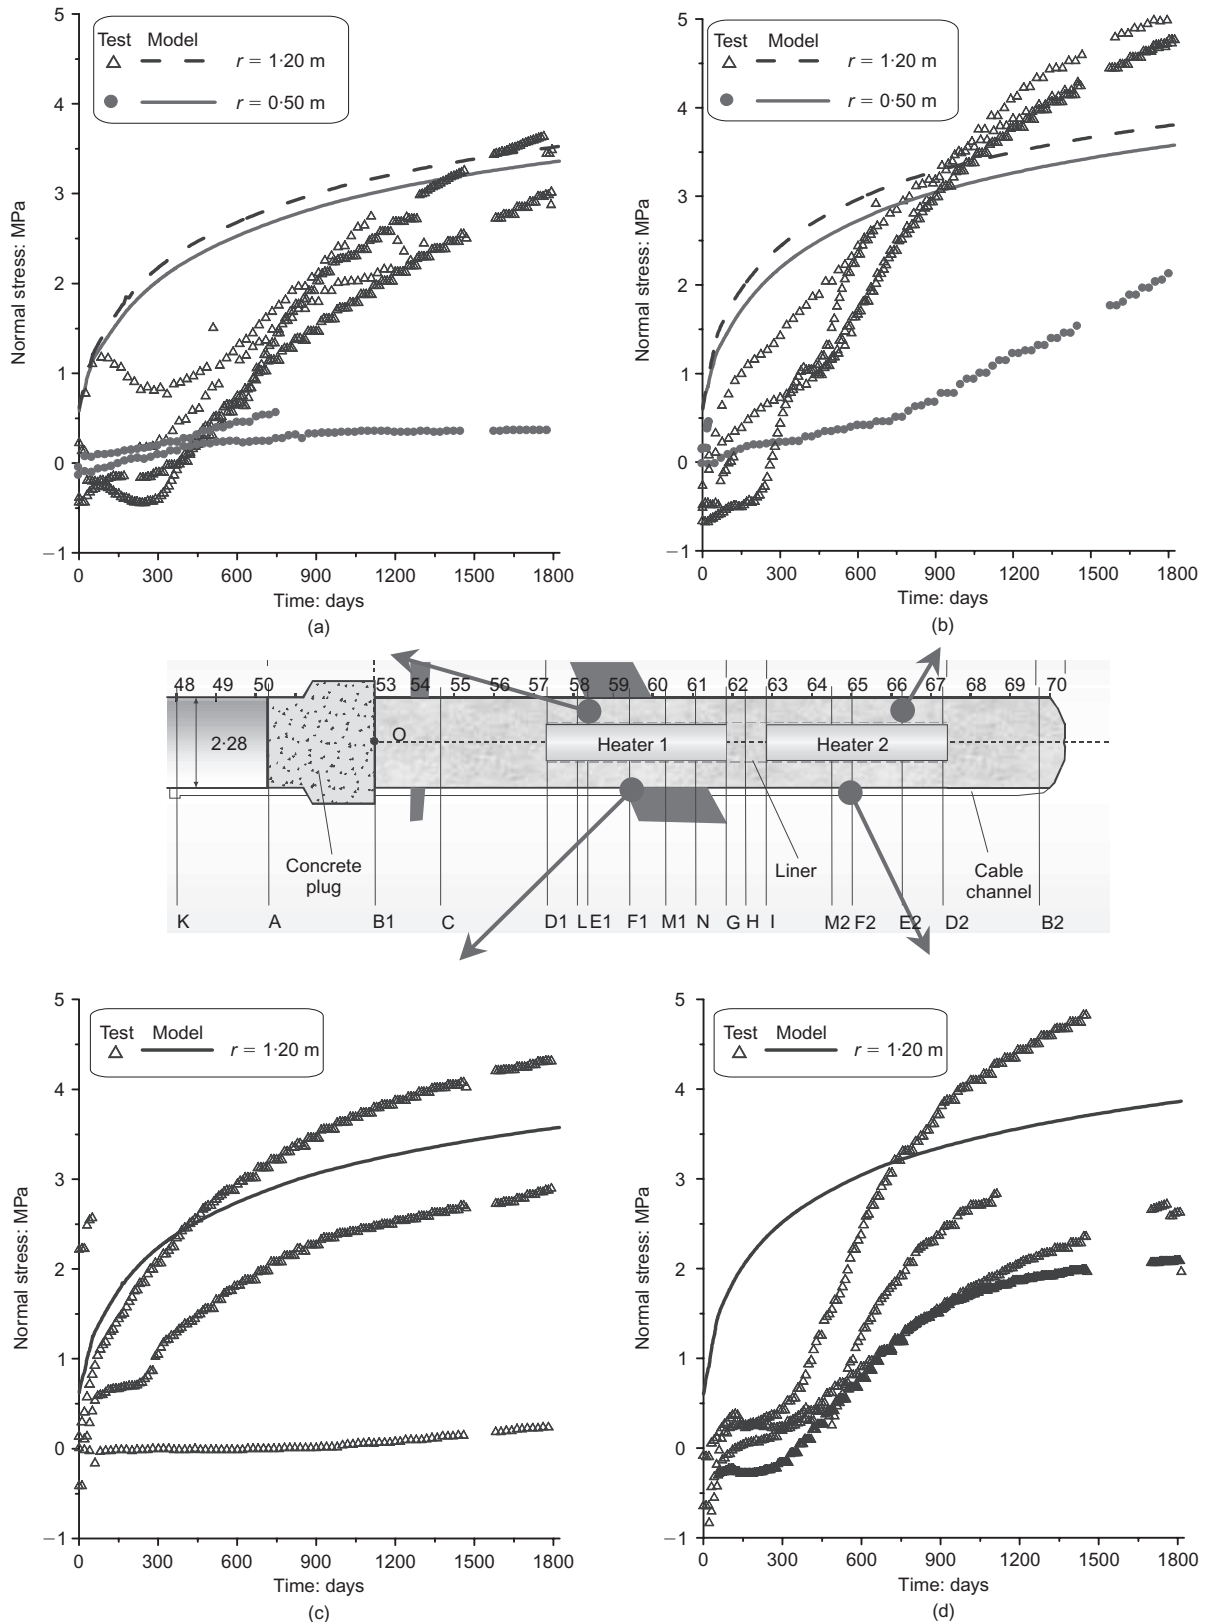 5
4
3
2
1
0
−1
Normal stress: MPa
Test Model
r = 1·20 m
r = 0·50 m
0 300 600 900 1200 1500 1800
Time: days
(a)
5
4
3
2
1
0
−1
Normal stress: MPa
Test Model
r = 1·20 m
r = 0·50 m
0 300 600 900 1200 1500 1800
Time: days
(b)
48 49 50 53 54 55 56 57 58 59 60 61 62 63 64 65 66 67 68 69 70
2·28
O
Heater 1
Heater 2
Concrete
plug
Liner
Cable
channel
K A B1 C D1 L E1 F1 M1 N G H I M2 F2 E2 D2 B2
5
4
3
2
1
0
−1
Normal stress: MPa
Test Model
r = 1·20 m
0 300 600 900 1200 1500 1800
Time: days
(c)
5
4
3
2
1
0
−1
Normal stress: MPa
Test Model
r = 1·20 m
0 300 600 900 1200 1500 1800
Time: days
(d)